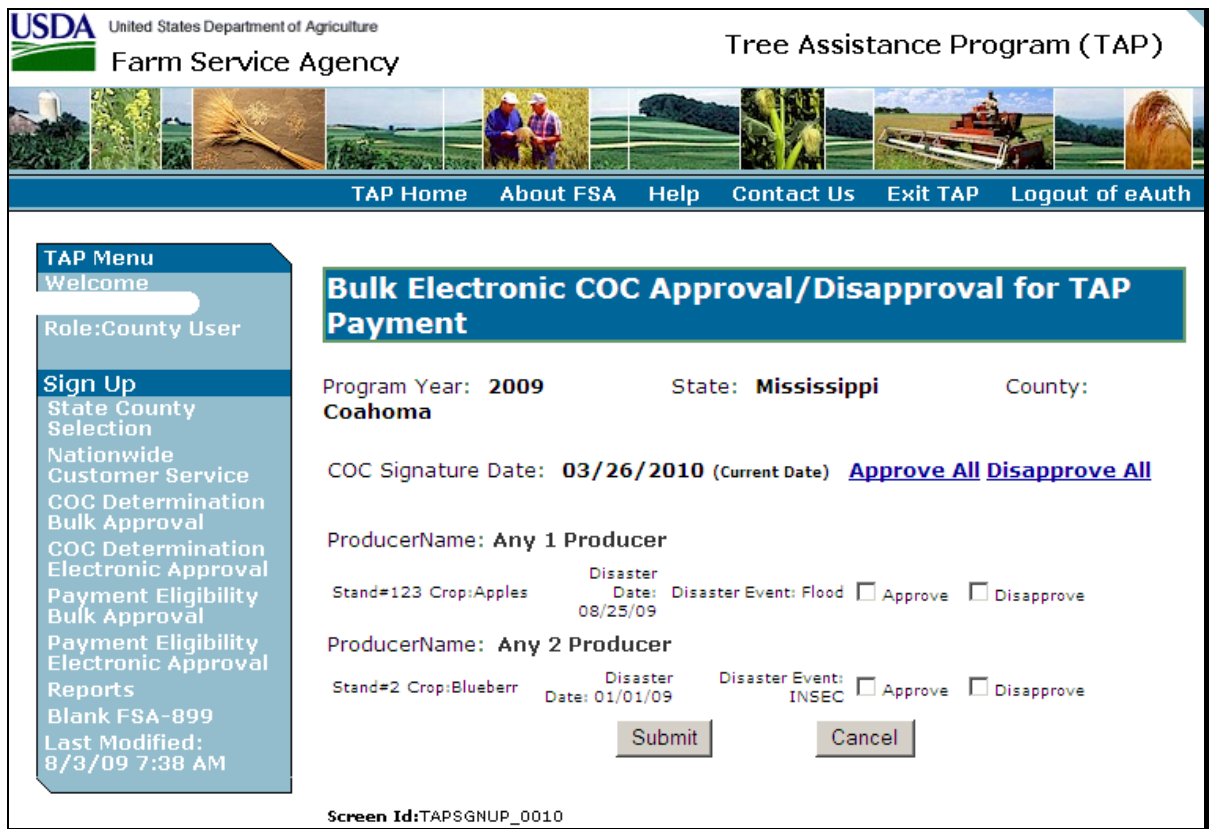 USDA United States Department of Agriculture
Farm Service Agency
Tree Assistance Program (TAP)
TAP Home About FSA Help Contact Us Exit TAP Logout of eAuth
TAP Menu
Welcome
Role:County User
Sign Up
State County
Selection
Nationwide
Customer Service
COC Determination
Bulk Approval
COC Determination
Electronic Approval
Payment Eligibility
Bulk Approval
Payment Eligibility
Electronic Approval
Reports
Blank FSA-899
Last Modified:
8/3/09 7:38 AM
Bulk Electronic COC Approval/Disapproval for TAP
Payment
Program Year: 2009 State: Mississippi County:
Coahoma
COC Signature Date: 03/26/2010 (Current Date) Approve All Disapprove All
ProducerName: Any 1 Producer
Disaster
Stand#123 Crop:Apples Date: Disaster Event: Flood Approve Disapprove
08/25/09
ProducerName: Any 2 Producer
Disaster Disaster Event:
Stand#2 Crop:Blueberr Date: 01/01/09 INSEC Approve Disapprove
Submit Cancel
Screen Id:TAPSGNUP_0010